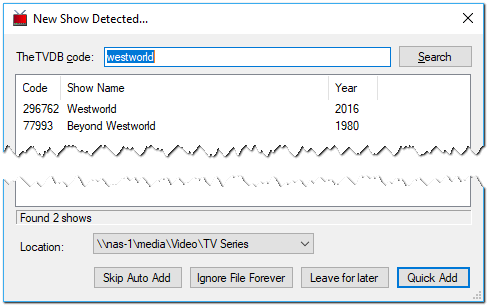 New Show Detected...
The TVDB code: westworld Search
Code Show Name Year
296762 Westworld 2016
77993 Beyond Westworld 1980
Found 2 shows
Location: \\nas-1\media\Video\TV Series
Skip Auto Add Ignore File Forever Leave for later Quick Add